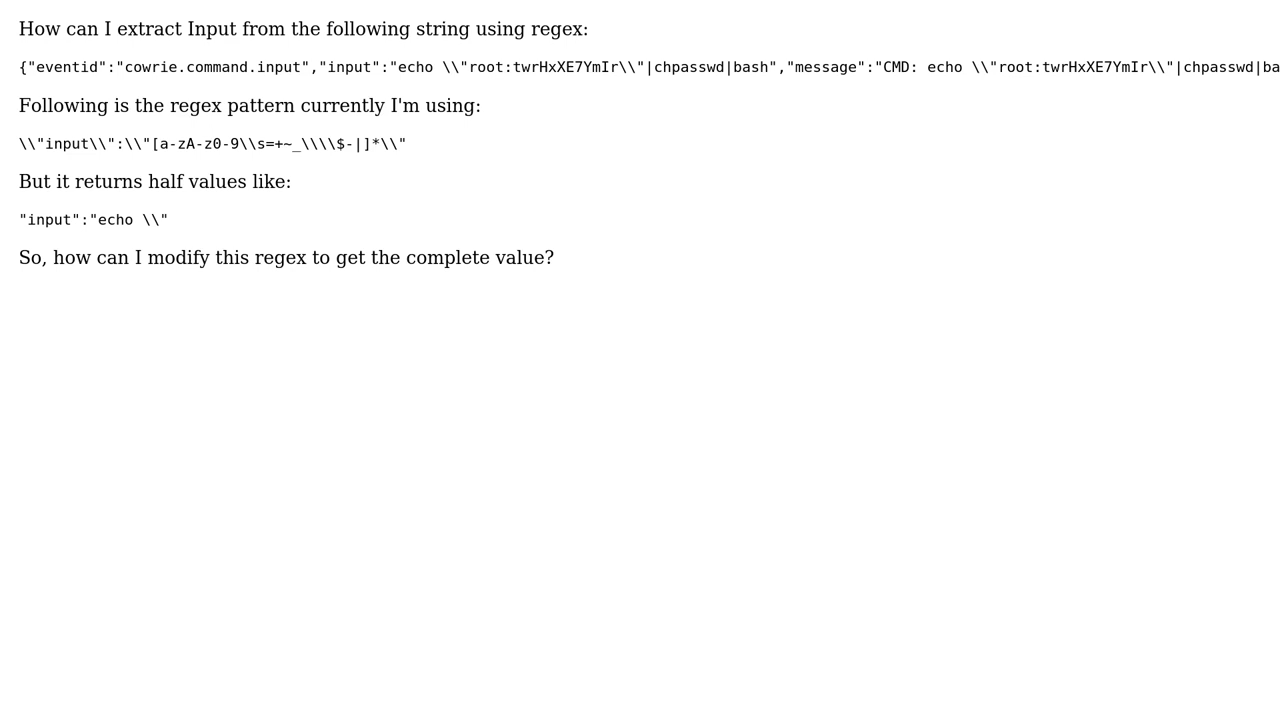 How can I extract Input from the following string using regex:
{"eventid":"cowrie.command.input","input":"echo \\"root:twrHxXE7YmIr\\"|chpasswd|bash","message":"CMD: echo \\"root:twrHxXE7YmIr\\"|chpasswd|ba
Following is the regex pattern currently I'm using:
\\"input\\":\\"[a-zA-z0-9\\s=+~_\\\\$-|]*\\"
But it returns half values like:
"input":"echo \\"
So, how can I modify this regex to get the complete value?